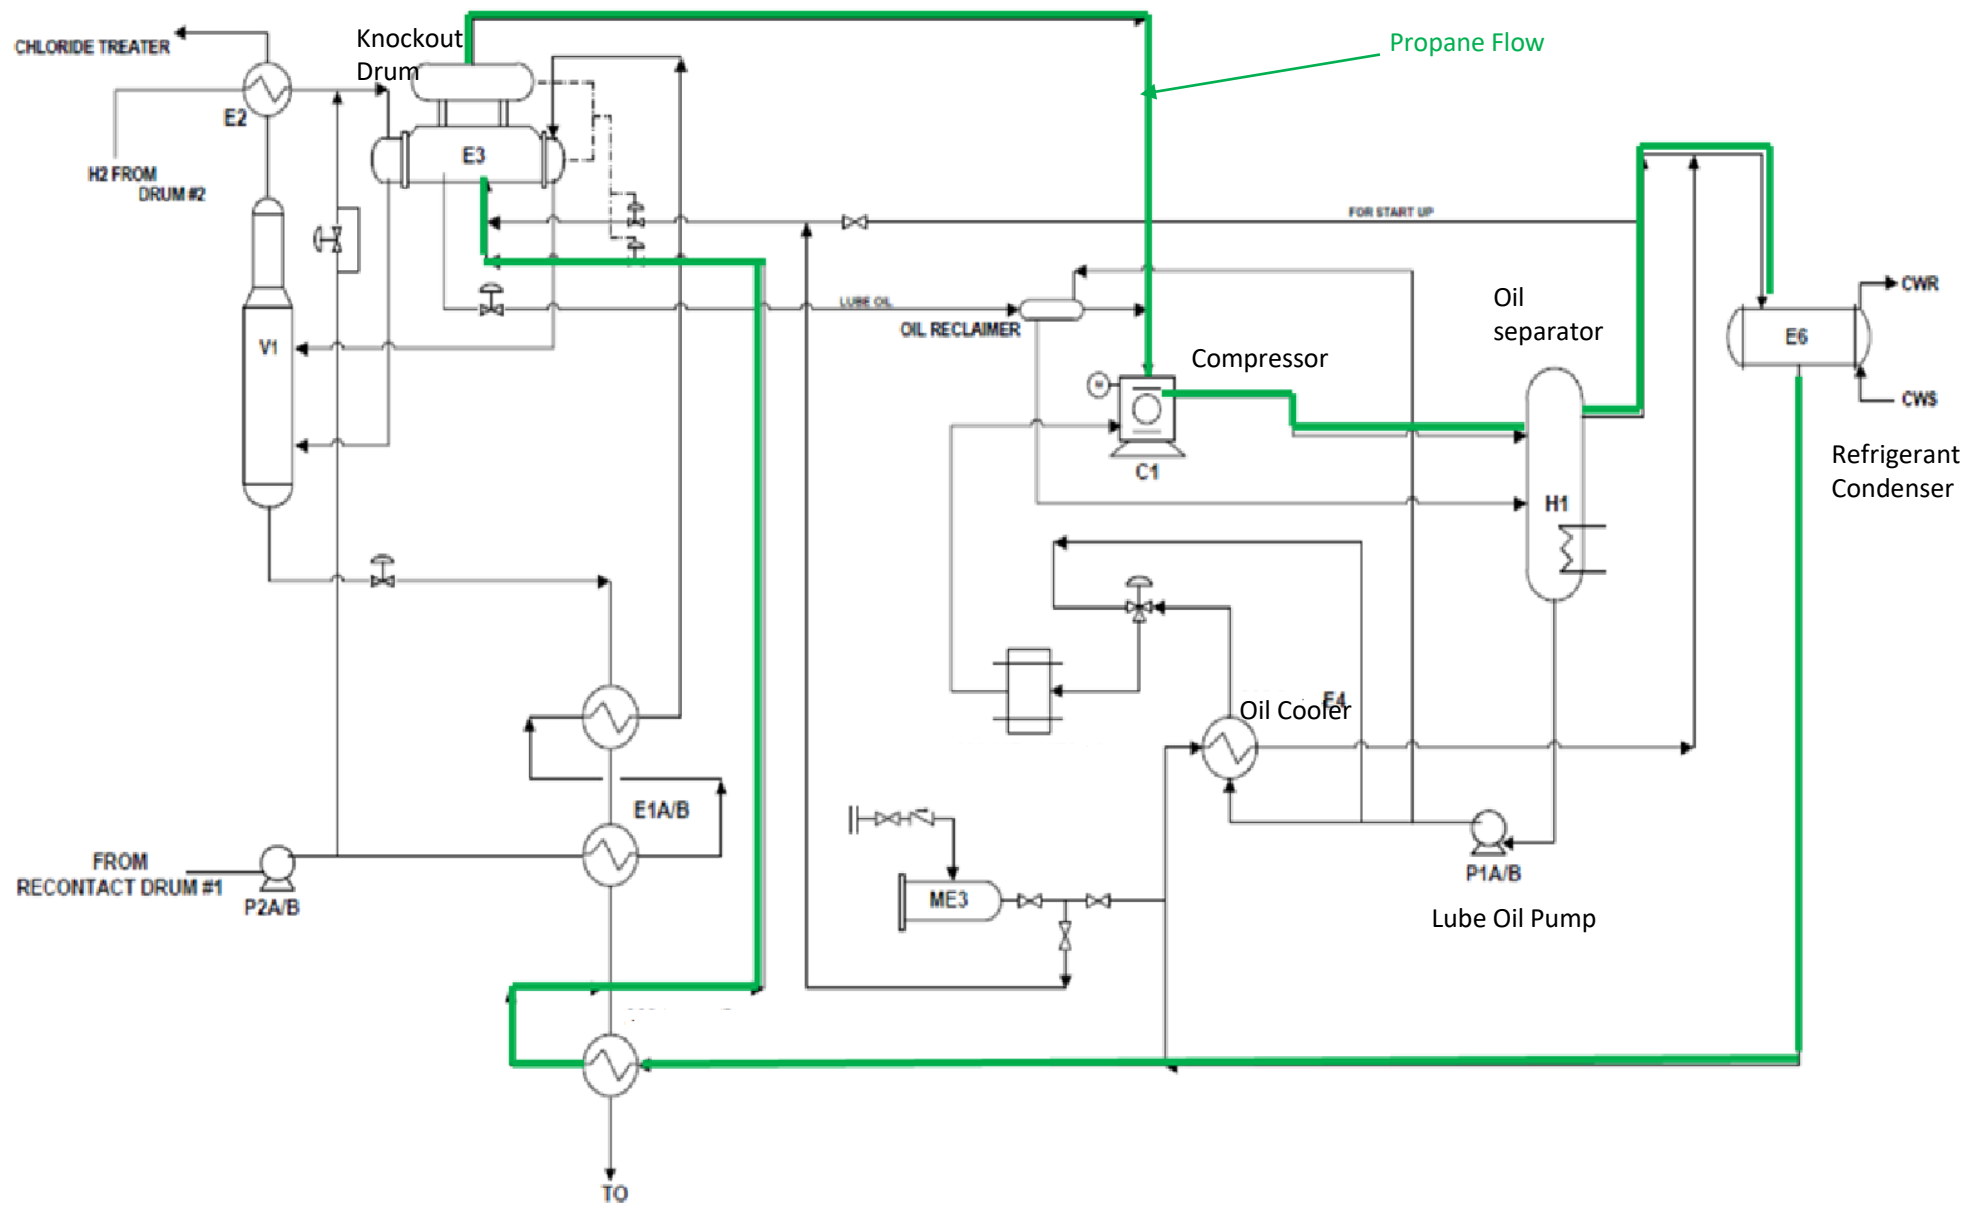 Knockout
Drum
Propane Flow
CHLORIDE TREATER
E2
E3
H2 FROM
DRUM #2
FOR START UP
CWR
Oil
separator
LUBE OIL
OIL RECLAIMER
V1
E6
Compressor
M
CWS
Refrigerant
Condenser
C1
H1
E4
Oil Cooler
E1A/B
FROM
RECONTACT DRUM #1
P2A/B
ME3
P1A/B
Lube Oil Pump
TO